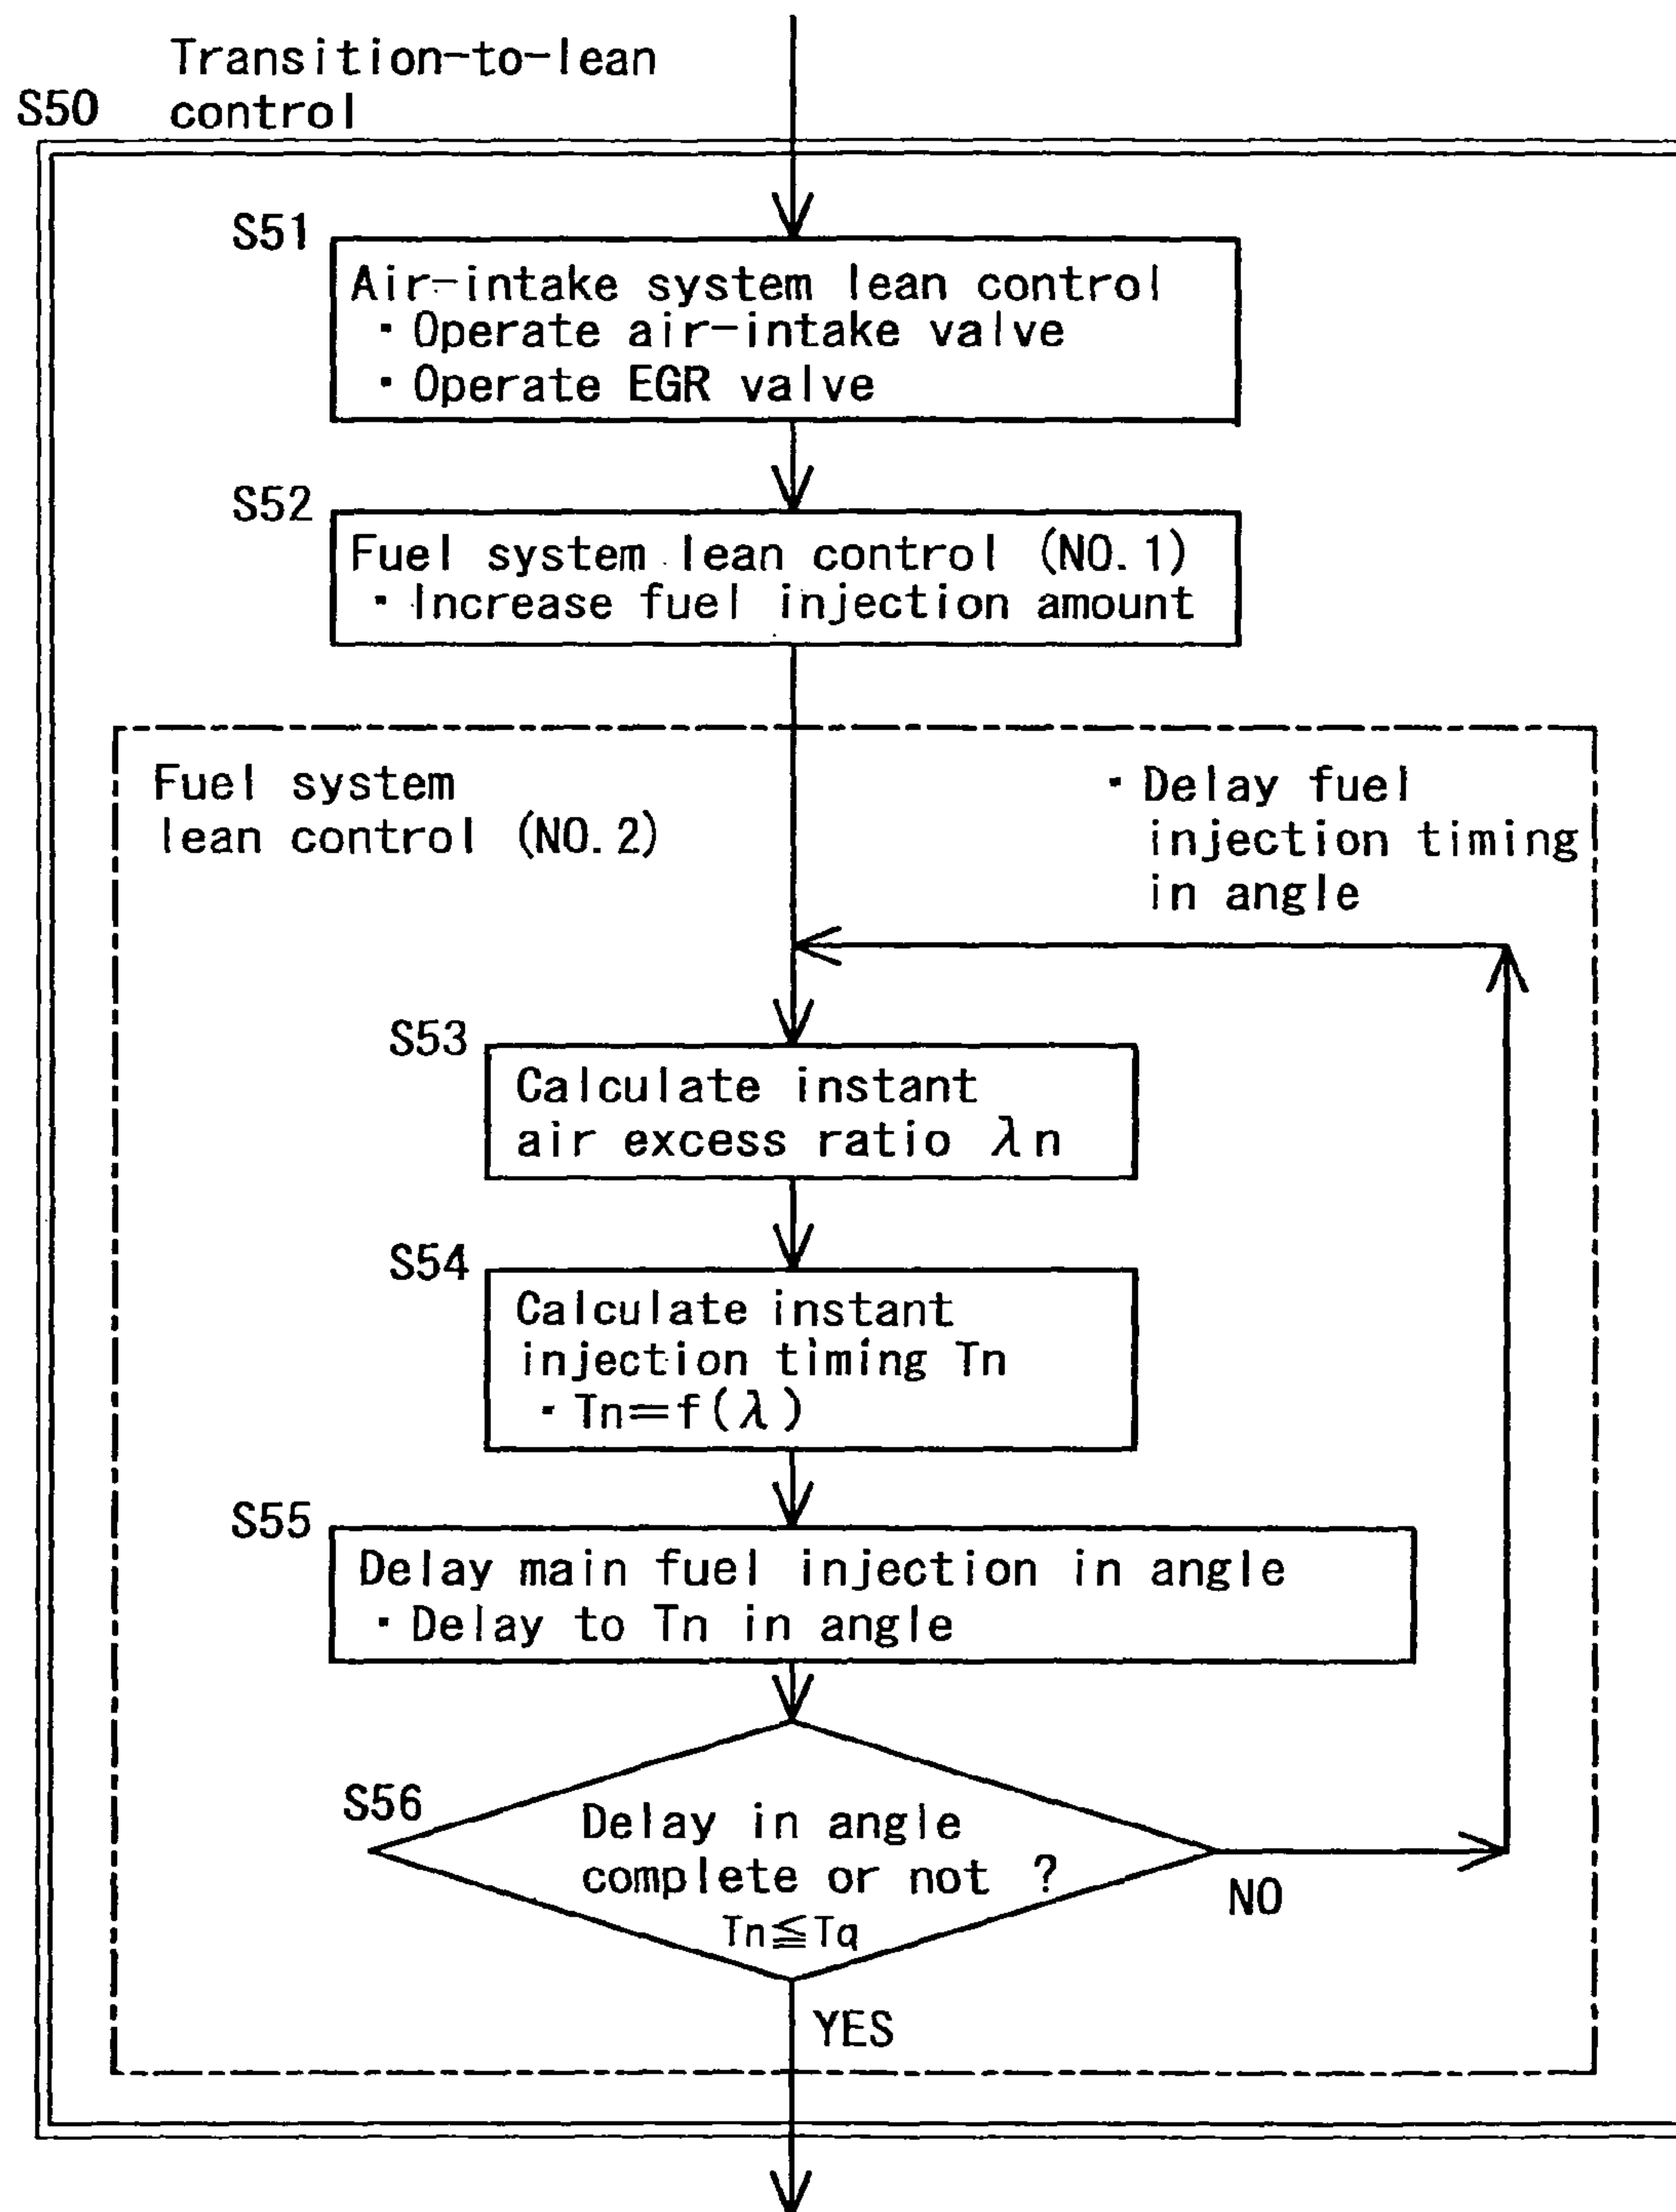 Transition-to-lean
S50 control
S51
Air-intake system lean control
・Operate air-intake valve
・Operate EGR valve
S52
Fuel system lean control (NO.1)
・Increase fuel injection amount
Fuel system
lean control (NO.2)
・Delay fuel
injection timing
in angle
S53
Calculate instant
air excess ratio λn
S54
Calculate instant
injection timing Tn
・Tn=f(λ)
S55
Delay main fuel injection in angle
・Delay to Tn in angle
S56
Delay in angle
complete or not ?
Tn≦Tq
NO
YES